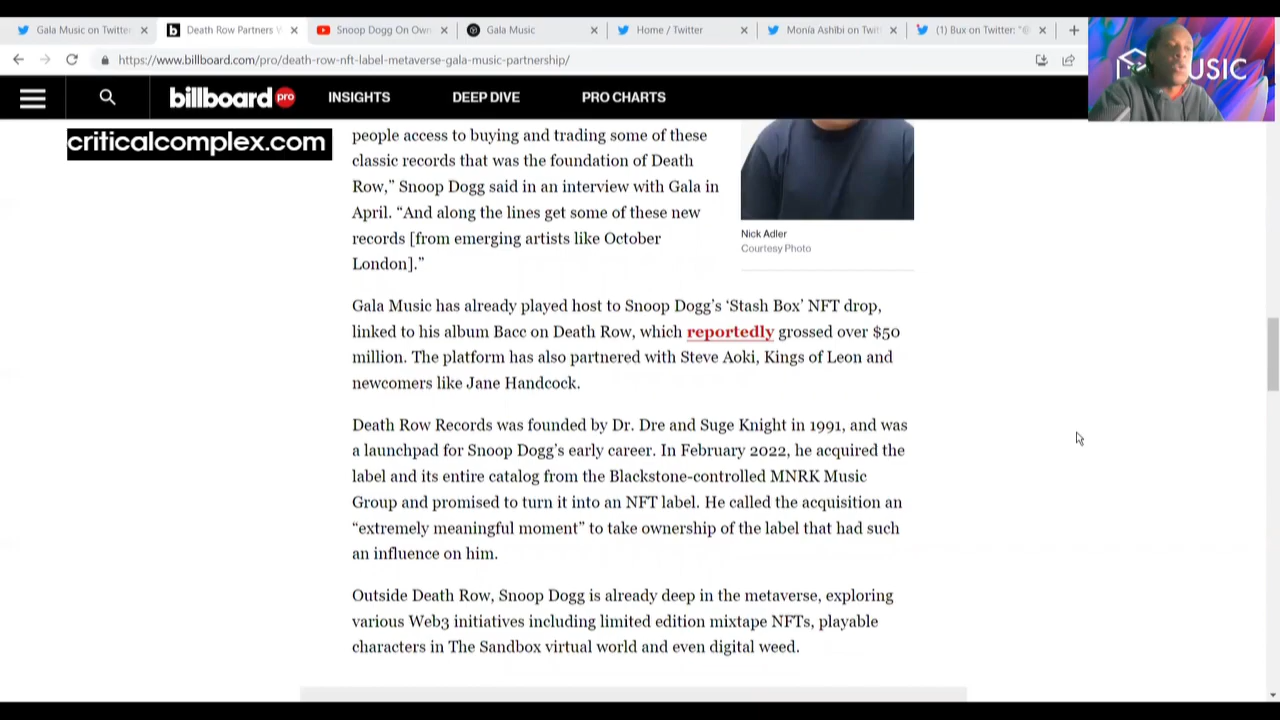 Gala Music on Twitte
Death Row Partners W
Snoop Dogg On Own
Gala Music
Home / Twitter
Monía Ashibi on Twit
(1) Bux on Twitter: "@
https://www.billboard.com/pro/death-row-nft-label-metaverse-gala-music-partnership/
USIC
billboard pro
INSIGHTS
DEEP DIVE
PRO CHARTS
criticalcomplex.com
people access to buying and trading some of these
classic records that was the foundation of Death
Row,” Snoop Dogg said in an interview with Gala in
April. “And along the lines get some of these new
records [from emerging artists like October
London].”
Nick Adler
Courtesy Photo
Gala Music has already played host to Snoop Dogg’s ‘Stash Box’ NFT drop,
linked to his album Bacc on Death Row, which reportedly grossed over $50
million. The platform has also partnered with Steve Aoki, Kings of Leon and
newcomers like Jane Handcock.
Death Row Records was founded by Dr. Dre and Suge Knight in 1991, and was
a launchpad for Snoop Dogg’s early career. In February 2022, he acquired the
label and its entire catalog from the Blackstone-controlled MNRK Music
Group and promised to turn it into an NFT label. He called the acquisition an
“extremely meaningful moment” to take ownership of the label that had such
an influence on him.
Outside Death Row, Snoop Dogg is already deep in the metaverse, exploring
various Web3 initiatives including limited edition mixtape NFTs, playable
characters in The Sandbox virtual world and even digital weed.